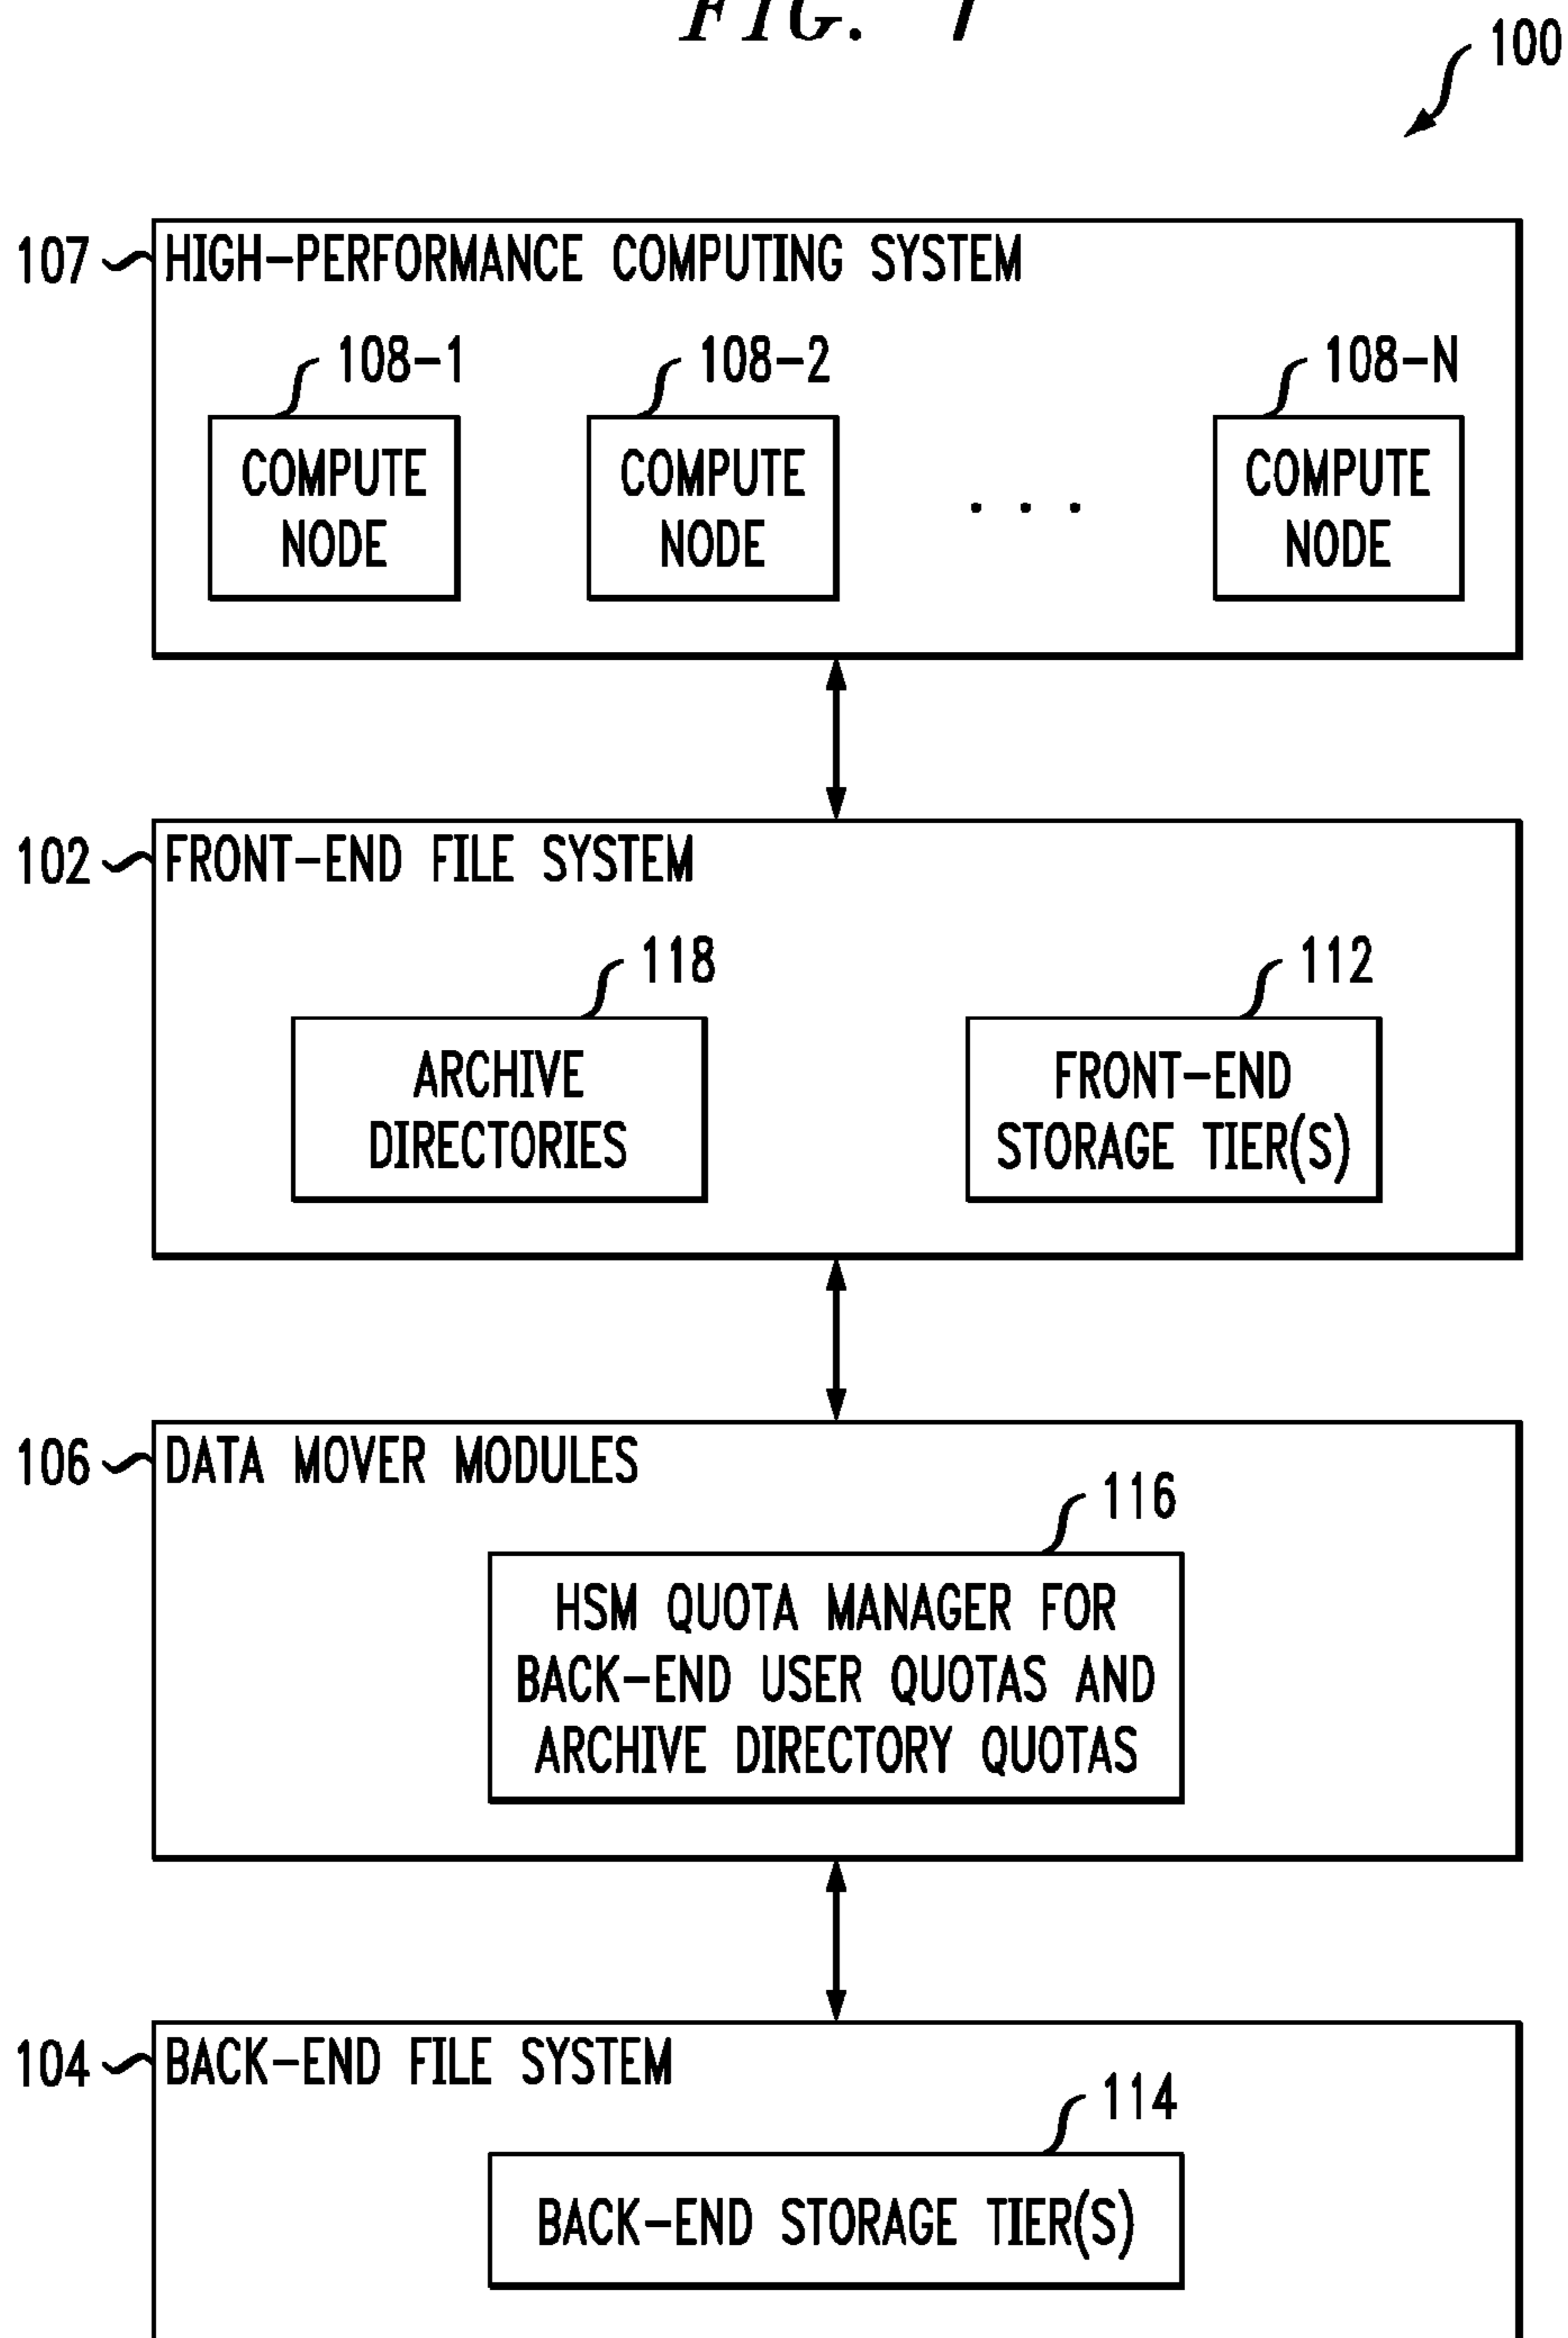 FIG. 1
100
107
HIGH-PERFORMANCE COMPUTING SYSTEM
108-1
108-2
108-N
COMPUTE
NODE
COMPUTE
NODE
. . .
COMPUTE
NODE
102
FRONT-END FILE SYSTEM
118
112
ARCHIVE
DIRECTORIES
FRONT-END
STORAGE TIER(S)
106
DATA MOVER MODULES
116
HSM QUOTA MANAGER FOR
BACK-END USER QUOTAS AND
ARCHIVE DIRECTORY QUOTAS
104
BACK-END FILE SYSTEM
114
BACK-END STORAGE TIER(S)